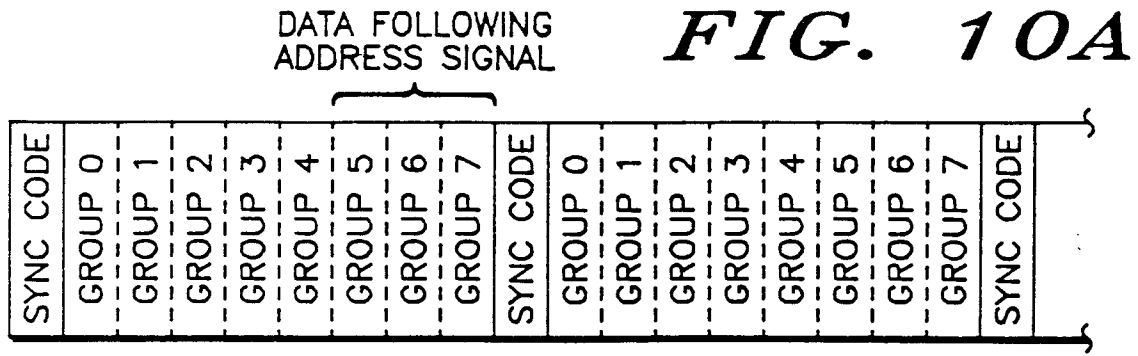 DATA FOLLOWING
ADDRESS SIGNAL
FIG. 10A
SYNC CODE
GROUP 0
GROUP 1
GROUP 2
GROUP 3
GROUP 4
GROUP 5
GROUP 6
GROUP 7
SYNC CODE
GROUP 0
GROUP 1
GROUP 2
GROUP 3
GROUP 4
GROUP 5
GROUP 6
GROUP 7
SYNC CODE